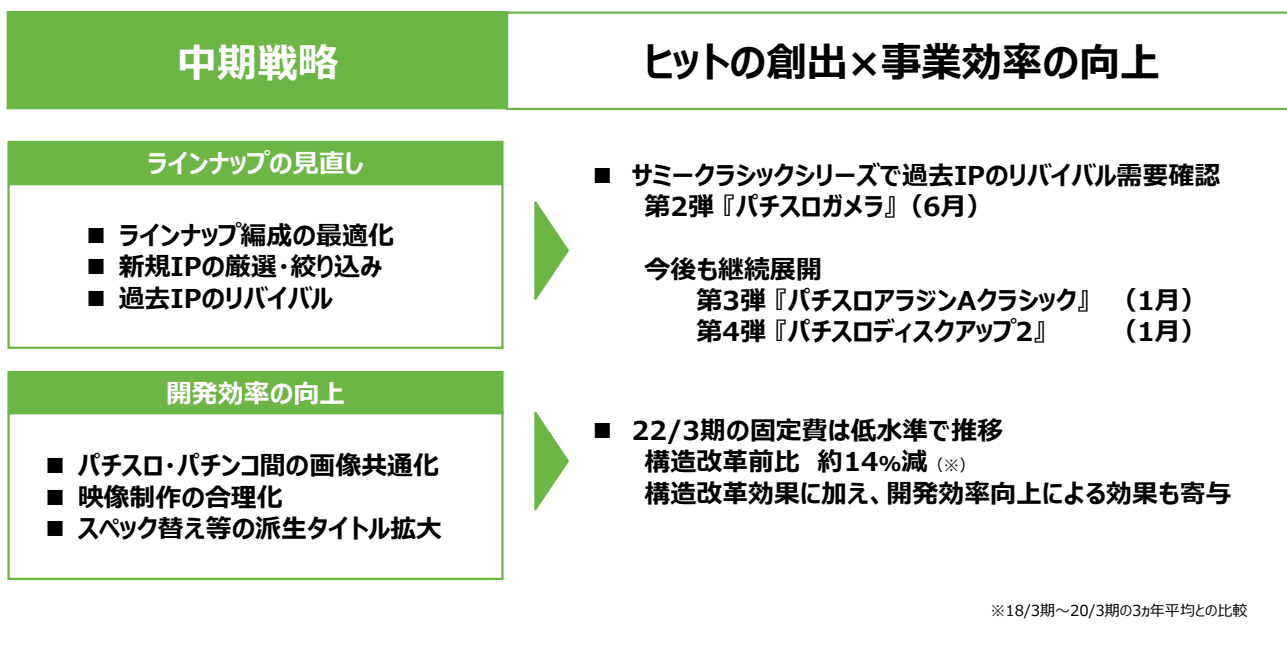 中期戦略
ヒットの創出×事業効率の向上
ラインナップの見直し
■ ラインナップ編成の最適化
■ 新規IPの厳選・絞り込み
■ 過去IPのリバイバル
■ サミークラシックシリーズで過去IPのリバイバル需要確認
第2弾『パチスロガメラ』（6月）
今後も継続展開
第3弾『パチスロアラジンAクラシック』 （1月）
第4弾『パチスロディスクアップ2』 （1月）
開発効率の向上
■ パチスロ・パチンコ間の画像共通化
■ 映像制作の合理化
■ スペック替え等の派生タイトル拡大
■ 22/3期の固定費は低水準で推移
構造改革前比 約14%減（※）
構造改革効果に加え、開発効率向上による効果も寄与
※18/3期～20/3期の3ヵ年平均との比較